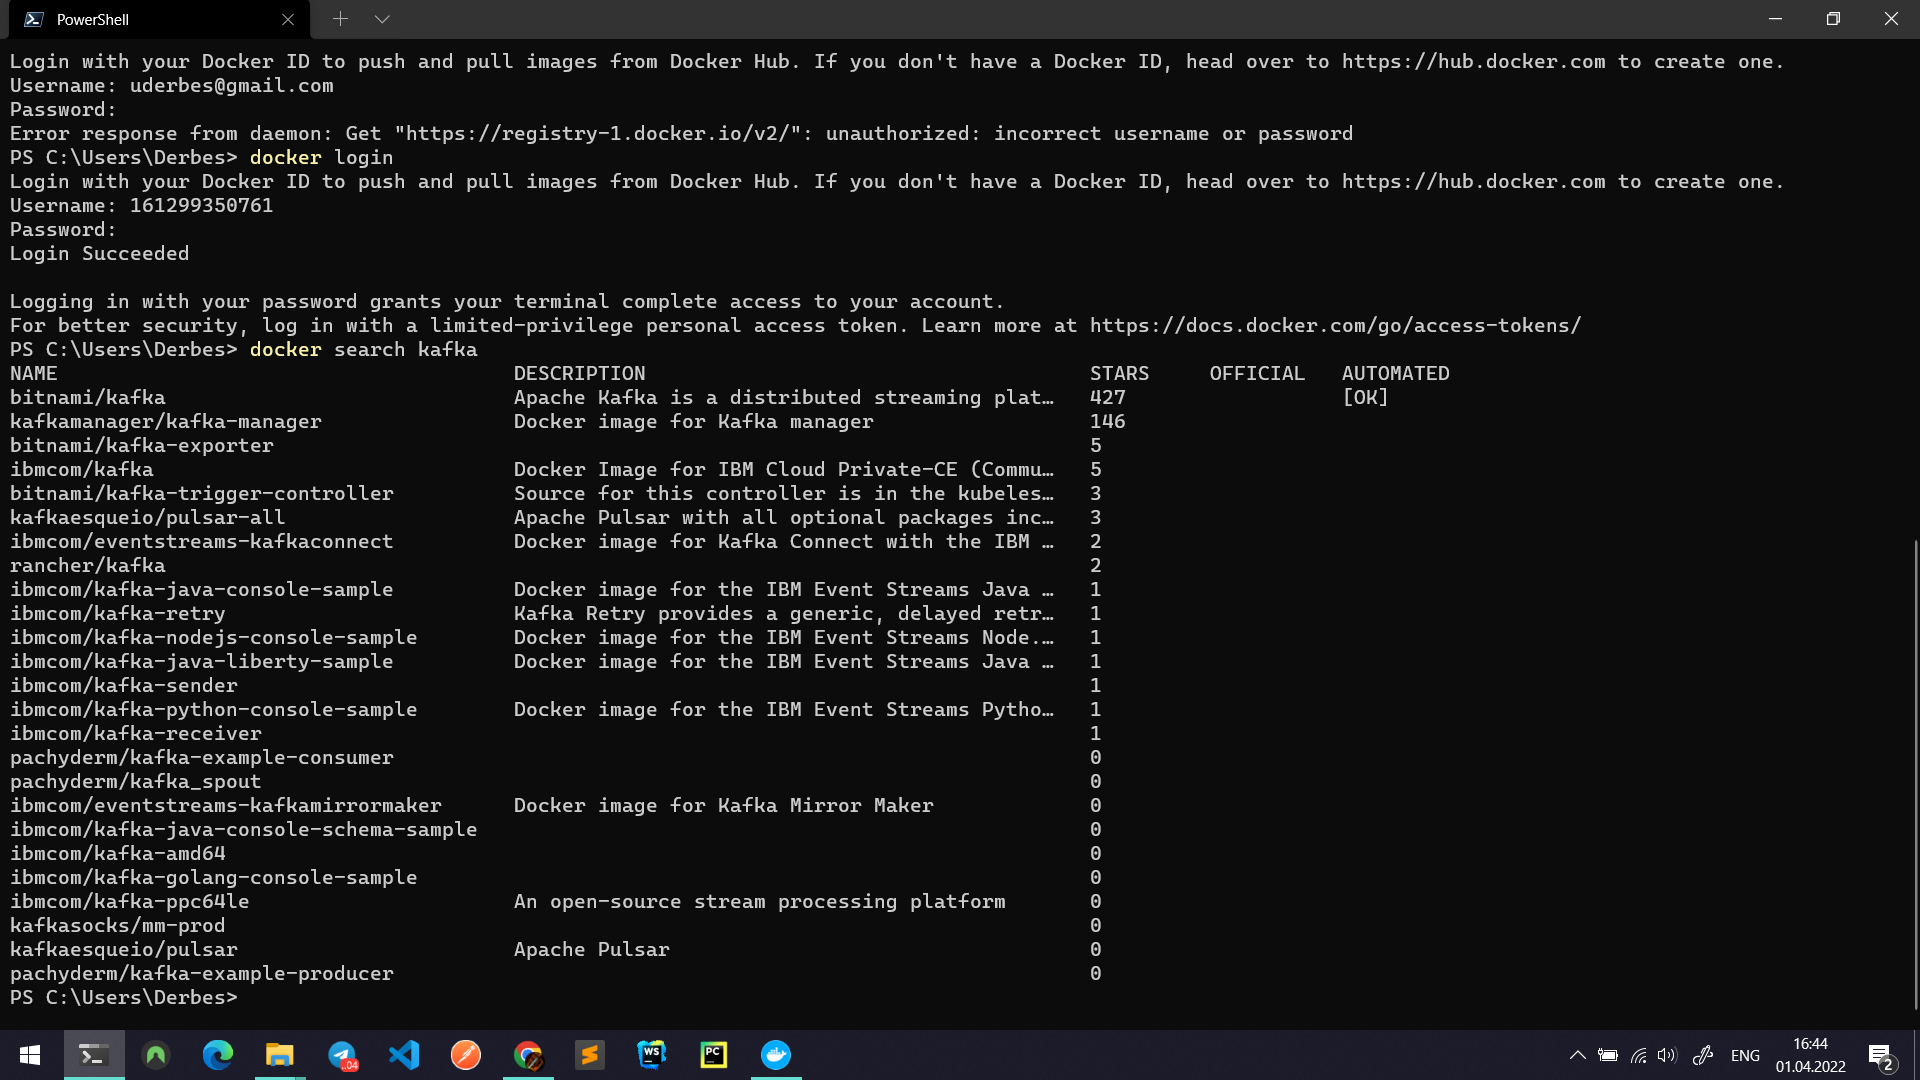 PowerShell
Login with your Docker ID to push and pull images from Docker Hub. If you don't have a Docker ID, head over to https://hub.docker.com to create one.
Username: uderbes@gmail.com
Password:
Error response from daemon: Get "https://registry-1.docker.io/v2/": unauthorized: incorrect username or password
PS C:\Users\Derbes> docker login
Login with your Docker ID to push and pull images from Docker Hub. If you don't have a Docker ID, head over to https://hub.docker.com to create one.
Username: 161299350761
Password:
Login Succeeded
Logging in with your password grants your terminal complete access to your account.
For better security, log in with a limited-privilege personal access token. Learn more at https://docs.docker.com/go/access-tokens/
PS C:\Users\Derbes> docker search kafka
NAME DESCRIPTION STARS OFFICIAL AUTOMATED
bitnami/kafka Apache Kafka is a distributed streaming plat… 427 [OK]
kafkamanager/kafka-manager Docker image for Kafka manager 146
bitnami/kafka-exporter 5
ibmcom/kafka Docker Image for IBM Cloud Private-CE (Commu… 5
bitnami/kafka-trigger-controller Source for this controller is in the kubeles… 3
kafkaesqueio/pulsar-all Apache Pulsar with all optional packages inc… 3
ibmcom/eventstreams-kafkaconnect Docker image for Kafka Connect with the IBM … 2
rancher/kafka 2
ibmcom/kafka-java-console-sample Docker image for the IBM Event Streams Java … 1
ibmcom/kafka-retry Kafka Retry provides a generic, delayed retr… 1
ibmcom/kafka-nodejs-console-sample Docker image for the IBM Event Streams Node.… 1
ibmcom/kafka-java-liberty-sample Docker image for the IBM Event Streams Java … 1
ibmcom/kafka-sender 1
ibmcom/kafka-python-console-sample Docker image for the IBM Event Streams Pytho… 1
ibmcom/kafka-receiver 1
pachyderm/kafka-example-consumer 0
pachyderm/kafka_spout 0
ibmcom/eventstreams-kafkamirrormaker Docker image for Kafka Mirror Maker 0
ibmcom/kafka-java-console-schema-sample 0
ibmcom/kafka-amd64 0
ibmcom/kafka-golang-console-sample 0
ibmcom/kafka-ppc64le An open-source stream processing platform 0
kafkasocks/mm-prod 0
kafkaesqueio/pulsar Apache Pulsar 0
pachyderm/kafka-example-producer 0
PS C:\Users\Derbes>
..04
WS
PC
ENG
16:44
01.04.2022
2